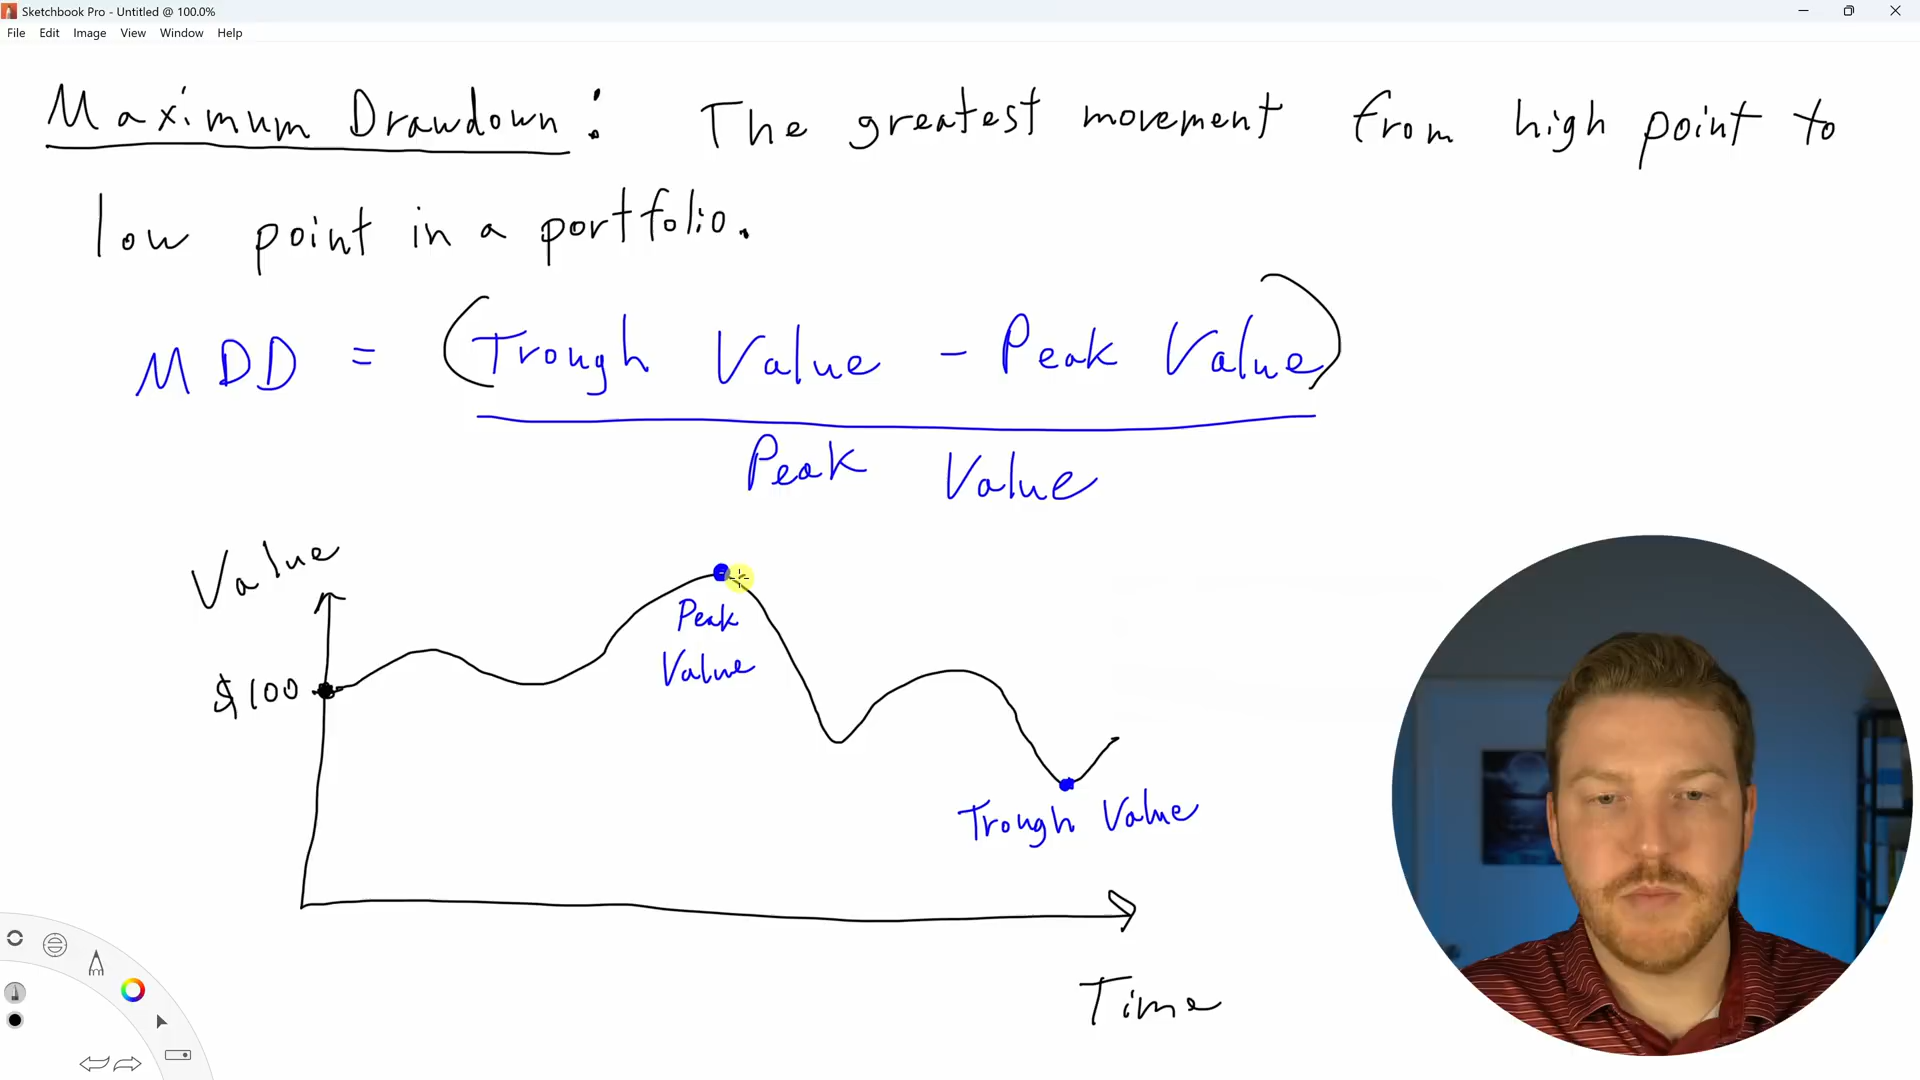 Sketchbook Pro - Untitled @ 100.0%
File Edit Image View Window Help
Maximum Drawdown: The greatest movement from high point to
low point in a portfolio.
MDD = (Trough Value - Peak Value)
Peak Value
Value
Peak
Value
$100
Trough Value
Time